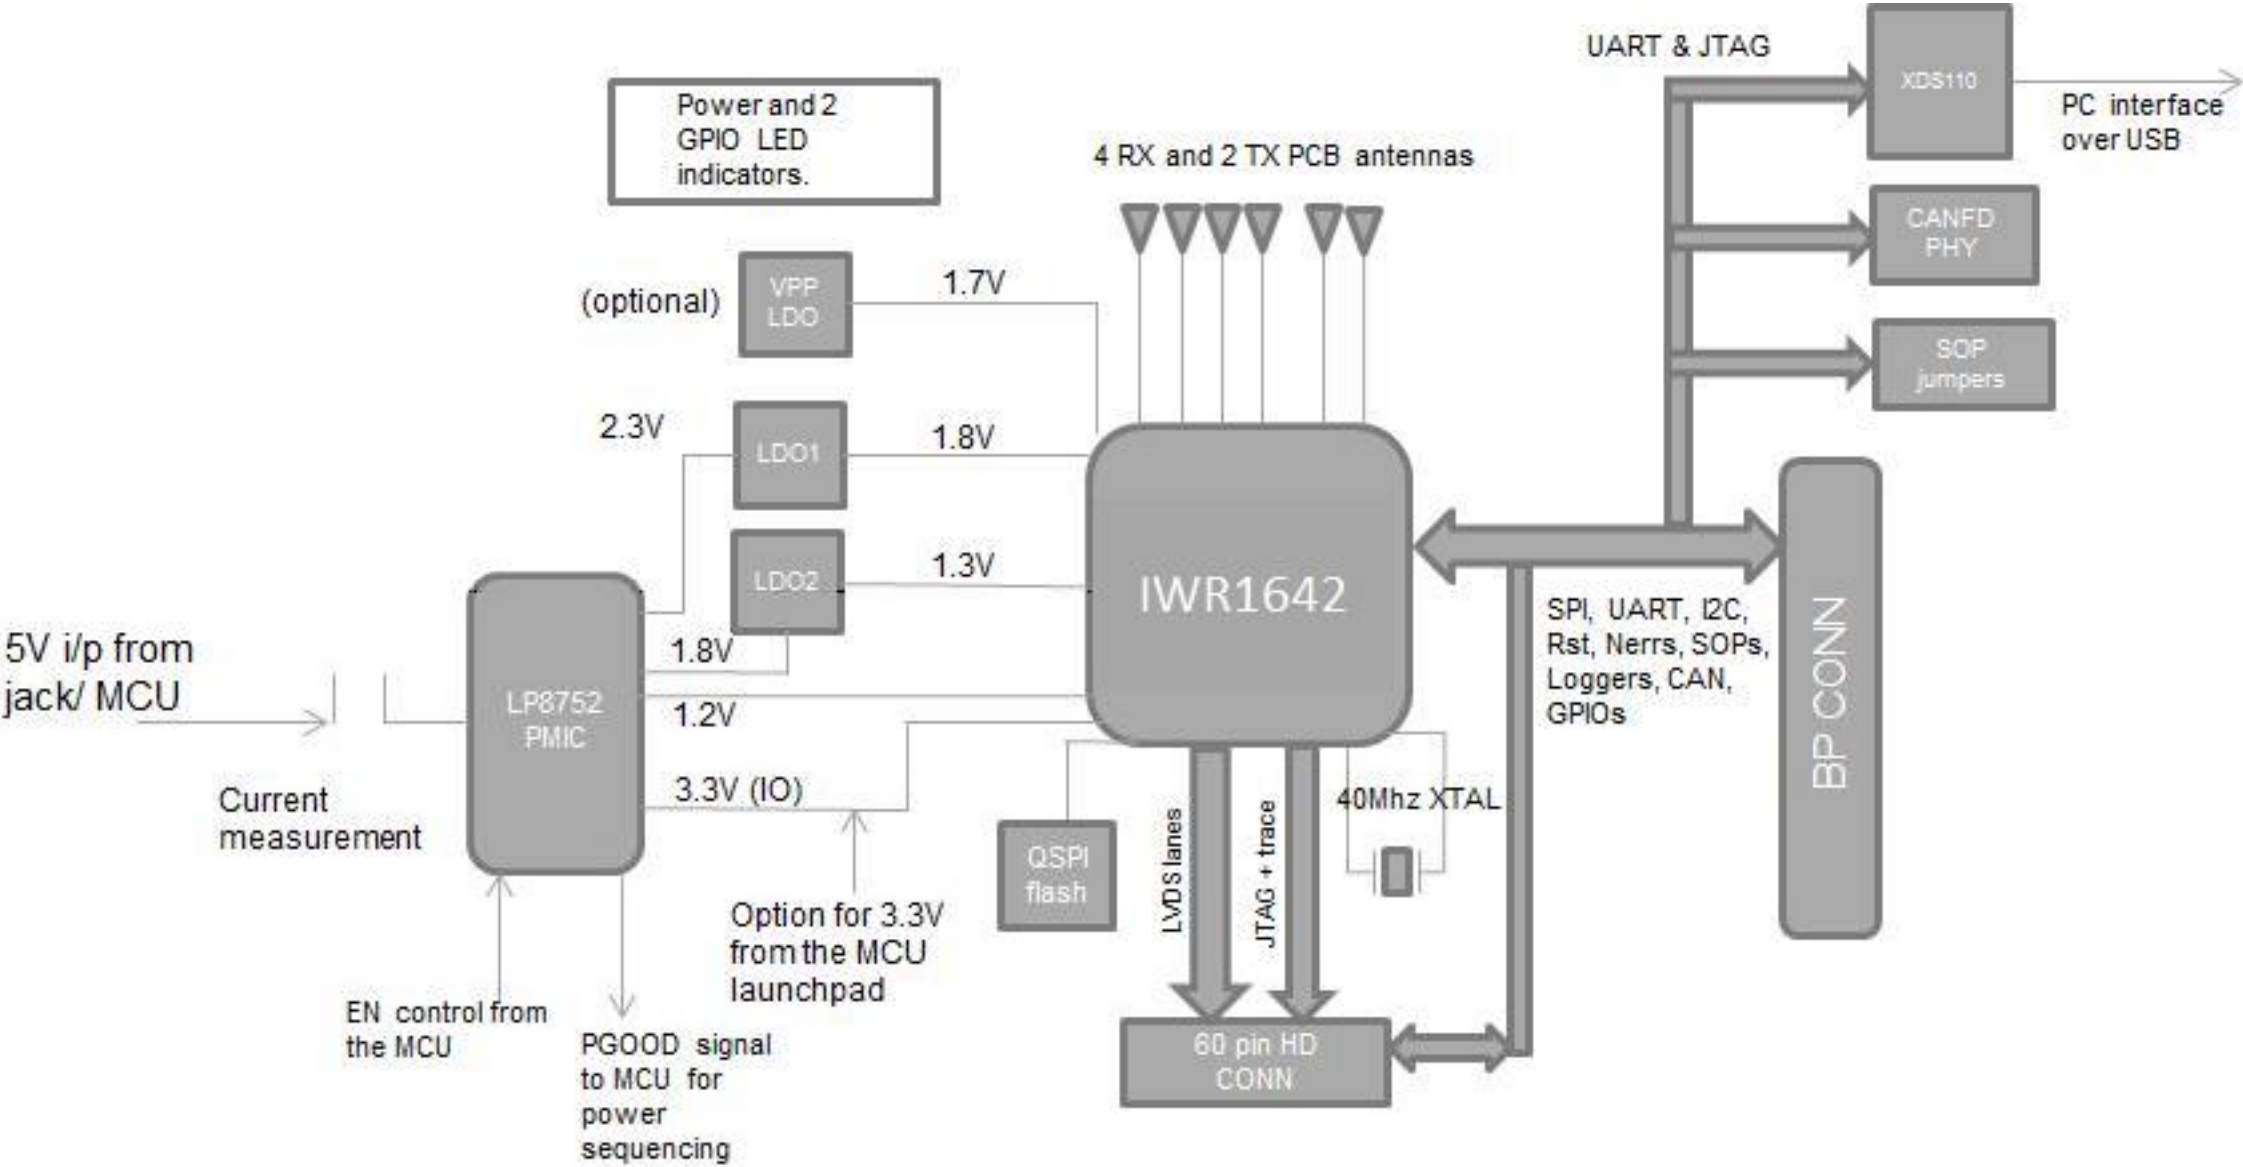 UART & JTAG
XDS110
PC interface
over USB
Power and 2
GPIO LED
indicators.
4 RX and 2 TX PCB antennas
CANFD
PHY
(optional)
VPP
LDO
1.7V
SOP
jumpers
2.3V
LDO1
1.8V
LDO2
1.3V
IWR1642
5V i/p from
jack/ MCU
1.8V
LP8752
PMIC
1.2V
SPI, UART, I2C,
Rst, Nerrs, SOPs,
Loggers, CAN,
GPIOs
BP CONN
3.3V (IO)
Current
measurement
40Mhz XTAL
QSPI
flash
LVDS lanes
JTAG + trace
Option for 3.3V
from the MCU
launchpad
EN control from
the MCU
PGOOD signal
to MCU for
power
sequencing
60 pin HD
CONN